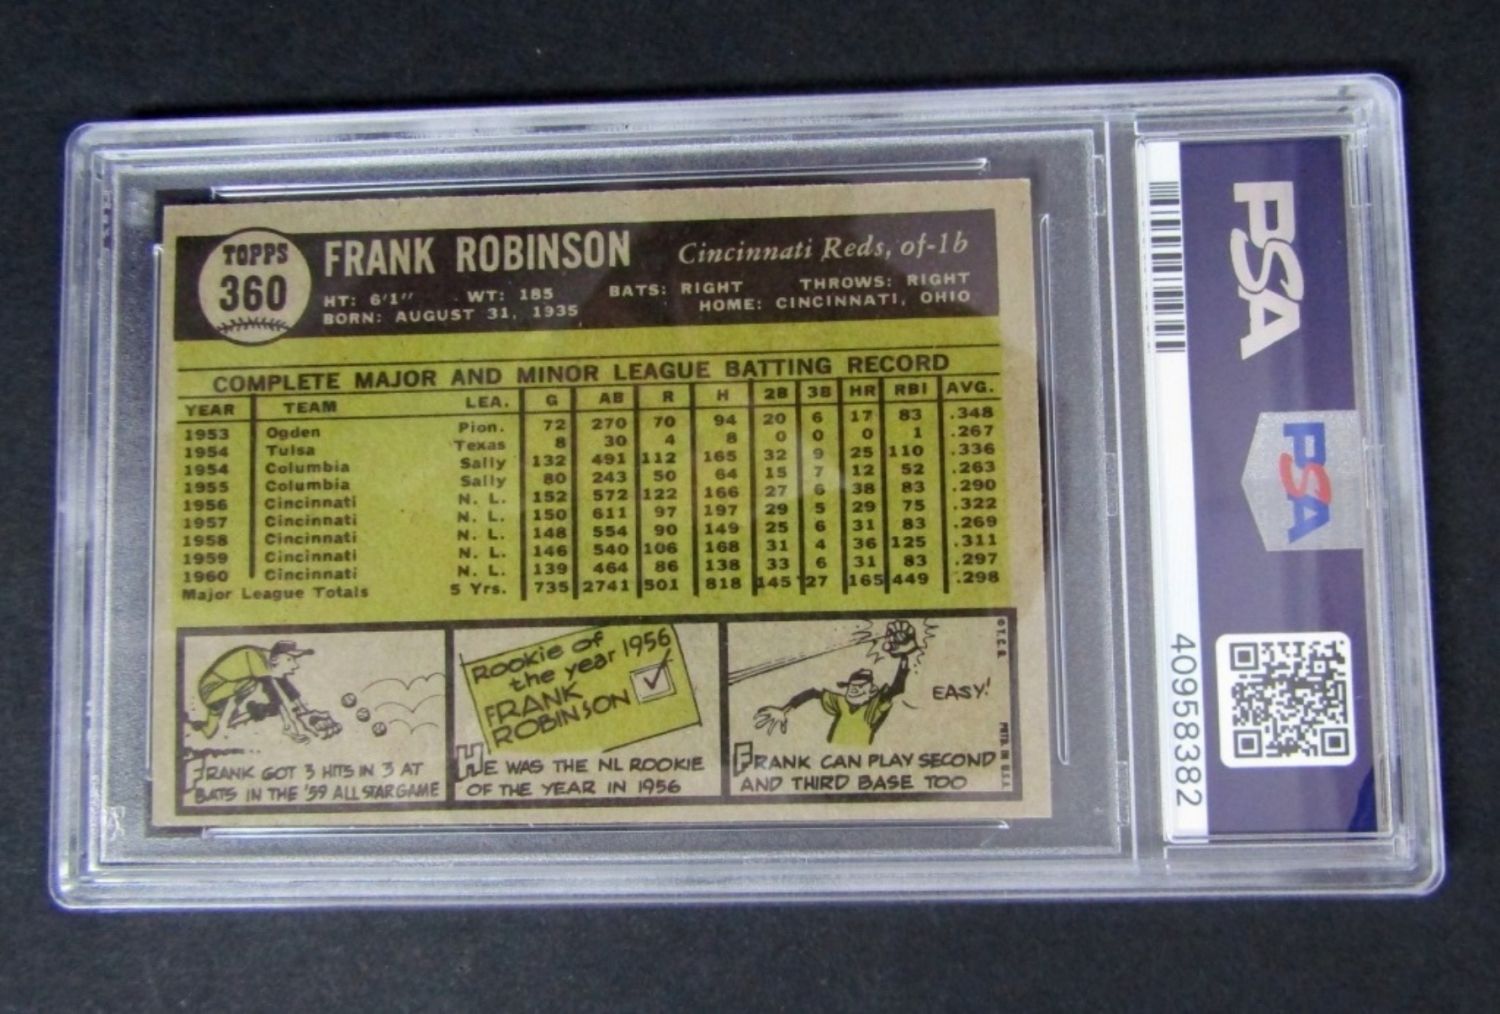 TOPPS
360
FRANK ROBINSON Cincinnati Reds, of-1b
HT: 6'1" WT: 185 BATS: RIGHT THROWS: RIGHT
BORN: AUGUST 31, 1935 HOME: CINCINNATI, OHIO
COMPLETE MAJOR AND MINOR LEAGUE BATTING RECORD
YEAR TEAM LEA. G AB R H 2B 3B HR RBI AVG.
1953 Ogden Pion. 72 270 70 94 20 6 17 83 .348
1954 Tulsa Texas 8 30 4 8 0 0 0 1 .267
1954 Columbia Sally 132 491 112 165 32 9 25 110 .336
1955 Columbia Sally 80 243 50 64 15 7 12 52 .263
1956 Cincinnati N. L. 152 572 122 166 27 6 38 83 .290
1957 Cincinnati N. L. 150 611 97 197 29 5 29 75 .322
1958 Cincinnati N. L. 148 554 90 149 25 6 31 83 .269
1959 Cincinnati N. L. 146 540 106 168 31 4 36 125 .311
1960 Cincinnati N. L. 139 464 86 138 33 6 31 83 .297
Major League Totals 5 Yrs. 735 2741 501 818 145 27 165 449 .298
FRANK GOT 3 HITS IN 3 AT
BATS IN THE '59 ALL STAR GAME
Rookie of
the year 1956
FRANK
ROBINSON
HE WAS THE NL ROOKIE
OF THE YEAR IN 1956
EASY!
FRANK CAN PLAY SECOND
AND THIRD BASE TOO
© T.C.G.
PRTD. IN U.S.A.
PSA
PSA
40958382